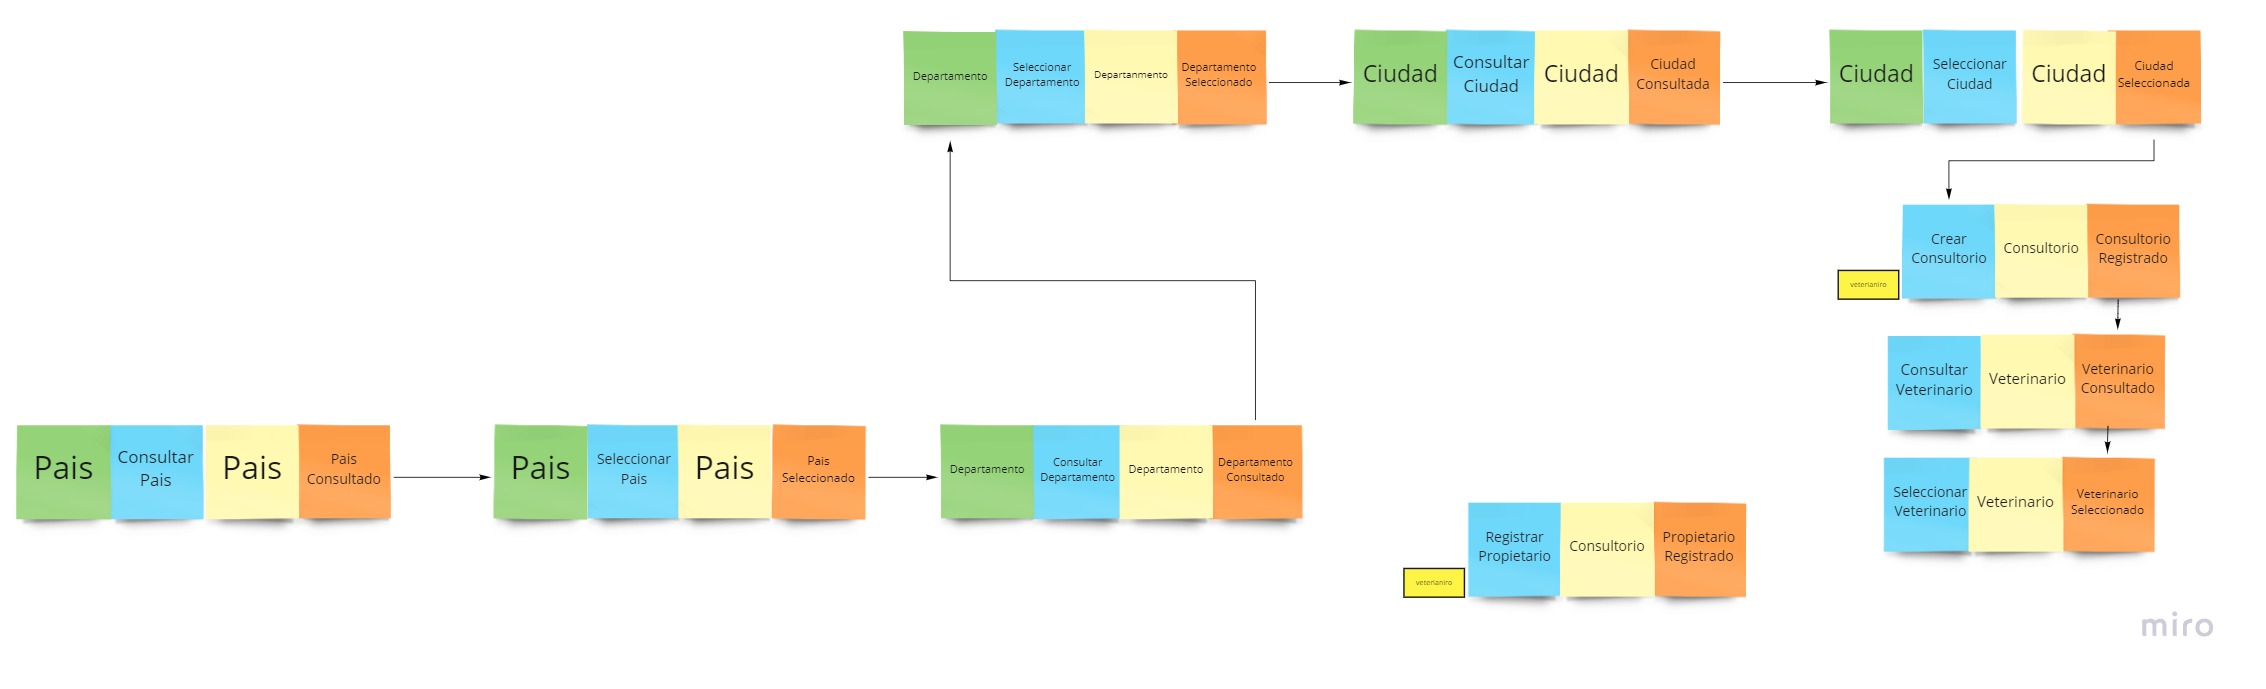 Departamento
Seleccionar
Departamento
Departanmento
Departamento
Seleccionado
Ciudad
Consultar
Ciudad
Ciudad
Ciudad
Consultada
Ciudad
Seleccionar
Ciudad
Ciudad
Ciudad
Seleccionada
Crear
Consultorio
Consultorio
Consultorio
Registrado
veterianiro
Consultar
Veterinario
Veterinario
Veterinario
Consultado
Pais
Consultar
Pais
Pais
Pais
Consultado
Pais
Seleccionar
Pais
Pais
Pais
Seleccionado
Departamento
Consultar
Departamento
Departamento
Departamento
Consultado
Seleccionar
Veterinario
Veterinario
Veterinario
Seleccionado
Registrar
Propietario
Consultorio
Propietario
Registrado
veterianiro
miro